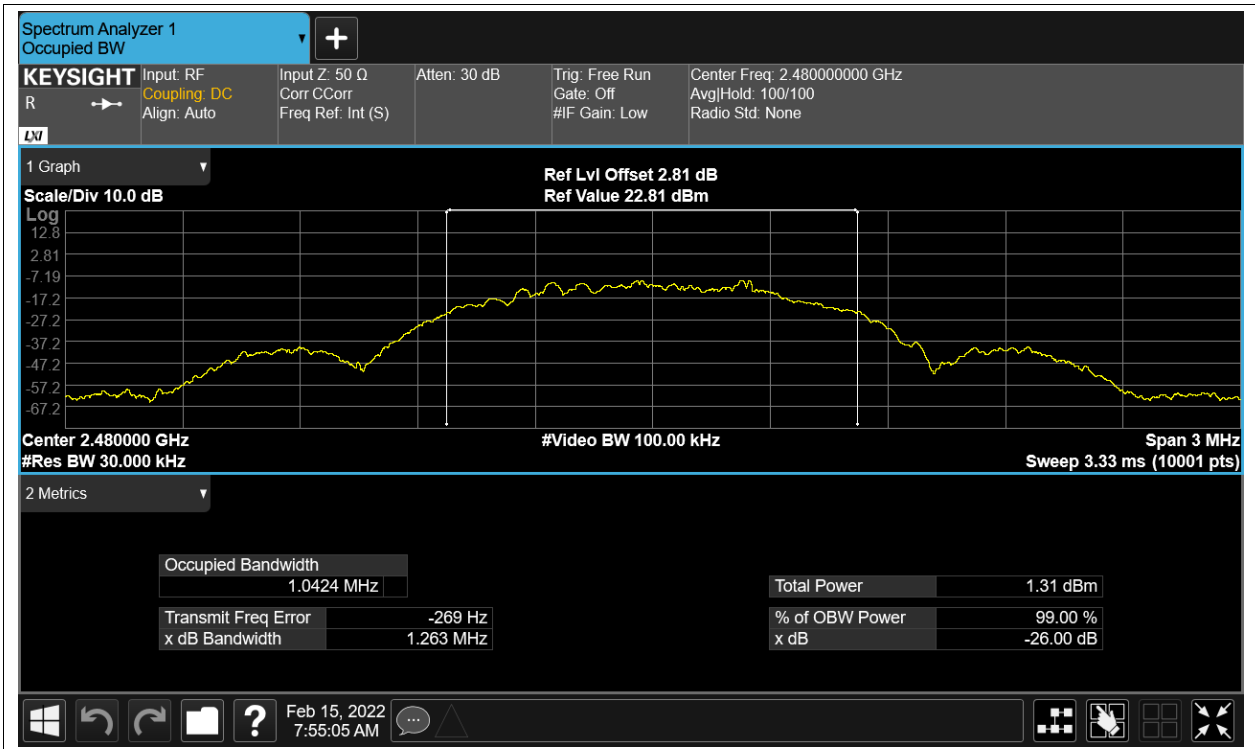 Spectrum Analyzer 1
Occupied BW
KEYSIGHT
R
LXI
Input: RF
Coupling: DC
Align: Auto
Input Z: 50 Ω
Corr CCorr
Freq Ref: Int (S)
Atten: 30 dB
Trig: Free Run
Gate: Off
#IF Gain: Low
Center Freq: 2.480000000 GHz
Avg|Hold: 100/100
Radio Std: None
1 Graph
Scale/Div 10.0 dB
Ref Lvl Offset 2.81 dB
Ref Value 22.81 dBm
Log
12.8
2.81
-7.19
-17.2
-27.2
-37.2
-47.2
-57.2
-67.2
Center 2.480000 GHz
#Res BW 30.000 kHz
#Video BW 100.00 kHz
Span 3 MHz
Sweep 3.33 ms (10001 pts)
2 Metrics
Occupied Bandwidth
1.0424 MHz
Transmit Freq Error -269 Hz
x dB Bandwidth 1.263 MHz
Total Power 1.31 dBm
% of OBW Power 99.00 %
x dB -26.00 dB
?
Feb 15, 2022
7:55:05 AM